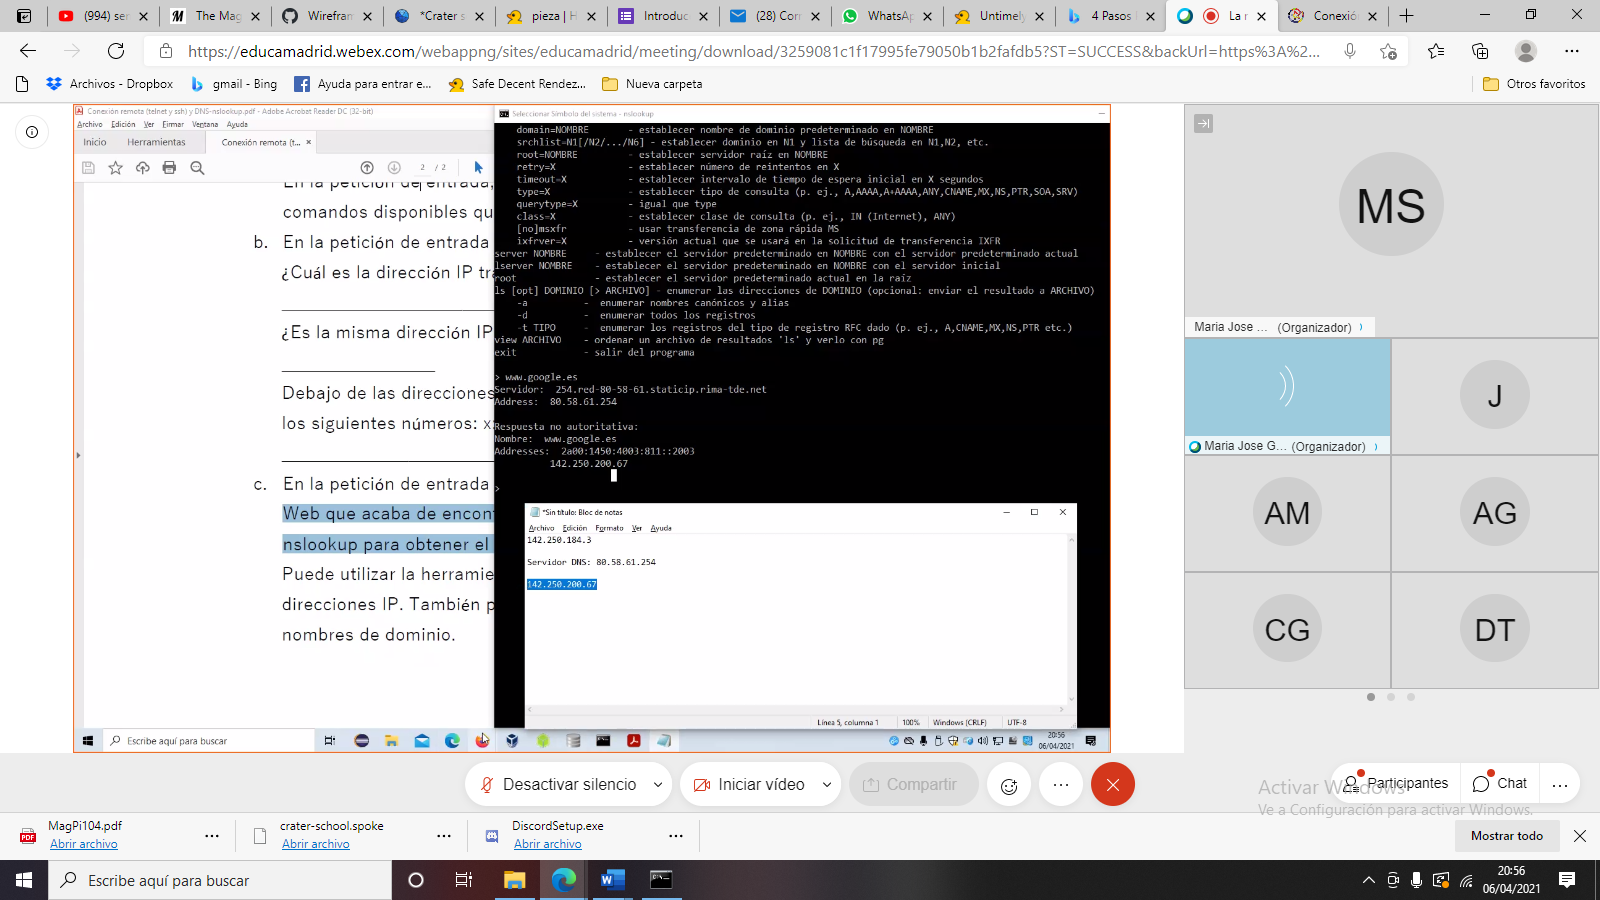 (994) ser
The Mag
Wirefram
*Crater s
pieza | H
Introduc
(28) Corr
WhatsAp
Untimely
4 Pasos
La r
Conexión
https://educamadrid.webex.com/webappng/sites/educamadrid/meeting/download/3259081c1f17995fe79050b1b2fafdb5?ST=SUCCESS&backUrl=https%3A%2...
Archivos - Dropbox
gmail - Bing
Ayuda para entrar e...
Safe Decent Rendez...
Nueva carpeta
Otros favoritos
Conexión remota (telnet y ssh) y DNS-nslookup.pdf - Adobe Acrobat Reader DC (32-bit)
Archivo Edición Ver Firmar Ventana Ayuda
Inicio Herramientas Conexión remota (t...
2 / 2
En la petición de entrada,
comandos disponibles qu
b. En la petición de entrada
¿Cuál es la dirección IP tra
¿Es la misma dirección IP
Debajo de las direcciones
los siguientes números: x
c. En la petición de entrada
Web que acaba de encont
nslookup para obtener el
Puede utilizar la herramie
direcciones IP. También p
nombres de dominio.
Seleccionar Símbolo del sistema - nslookup
domain=NOMBRE - establecer nombre de dominio predeterminado en NOMBRE
srchlist=N1[/N2/.../N6] - establecer dominio en N1 y lista de búsqueda en N1,N2, etc.
root=NOMBRE - establecer servidor raíz en NOMBRE
retry=X - establecer número de reintentos en X
timeout=X - establecer intervalo de tiempo de espera inicial en X segundos
type=X - establecer tipo de consulta (p. ej., A,AAAA,A+AAAA,ANY,CNAME,MX,NS,PTR,SOA,SRV)
querytype=X - igual que type
class=X - establecer clase de consulta (p. ej., IN (Internet), ANY)
[no]msxfr - usar transferencia de zona rápida MS
ixfrver=X - versión actual que se usará en la solicitud de transferencia IXFR
server NOMBRE - establecer el servidor predeterminado en NOMBRE con el servidor predeterminado actual
lserver NOMBRE - establecer el servidor predeterminado en NOMBRE con el servidor inicial
root - establecer el servidor predeterminado actual en la raíz
ls [opt] DOMINIO [> ARCHIVO] - enumerar las direcciones de DOMINIO (opcional: enviar el resultado a ARCHIVO)
-a - enumerar nombres canónicos y alias
-d - enumerar todos los registros
-t TIPO - enumerar los registros del tipo de registro RFC dado (p. ej., A,CNAME,MX,NS,PTR etc.)
view ARCHIVO - ordenar un archivo de resultados 'ls' y verlo con pg
exit - salir del programa
> www.google.es
Servidor: 254.red-80-58-61.staticip.rima-tde.net
Address: 80.58.61.254
Respuesta no autoritativa:
Nombre: www.google.es
Addresses: 2a00:1450:4003:811::2003
142.250.200.67
>
*Sin título: Bloc de notas
Archivo Edición Formato Ver Ayuda
142.250.184.3
Servidor DNS: 80.58.61.254
142.250.200.67
Línea 5, columna 1 100% Windows (CRLF) UTF-8
Escribe aquí para buscar
20:56
06/04/2021
MS
Maria Jose ... (Organizador)
Maria Jose G... (Organizador)
J
AM
AG
CG
DT
Desactivar silencio
Iniciar vídeo
Compartir
Participantes
Chat
Activar Windows
Ve a Configuración para activar Windows.
MagPi104.pdf
Abrir archivo
crater-school.spoke
Abrir archivo
DiscordSetup.exe
Abrir archivo
Mostrar todo
Escribe aquí para buscar
20:56
06/04/2021